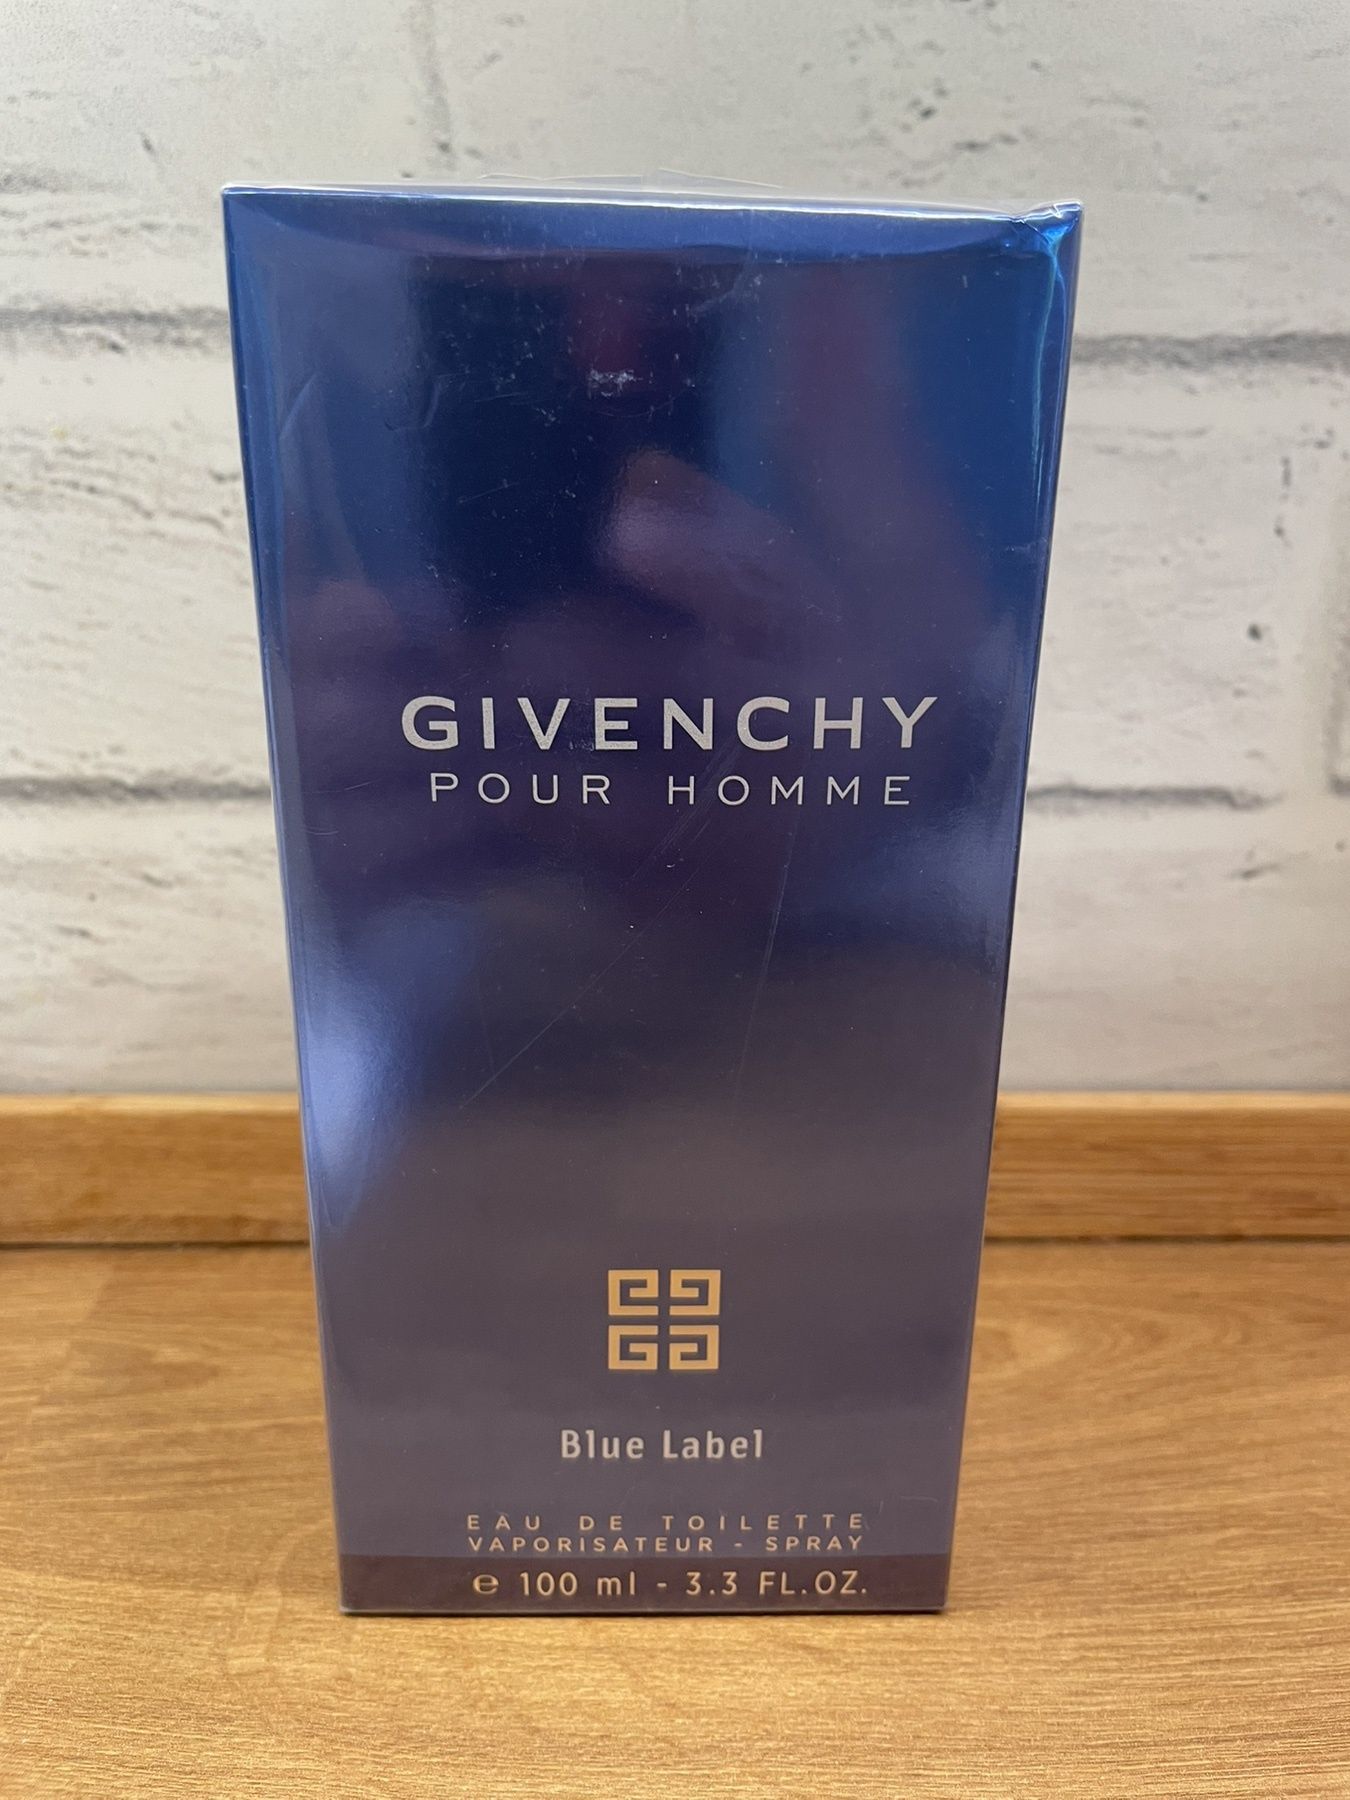 GIVENCHY
POUR HOMME
Blue Label
EAU DE TOILETTE
VAPORISATEUR - SPRAY
℮ 100 ml - 3.3 FL.OZ.